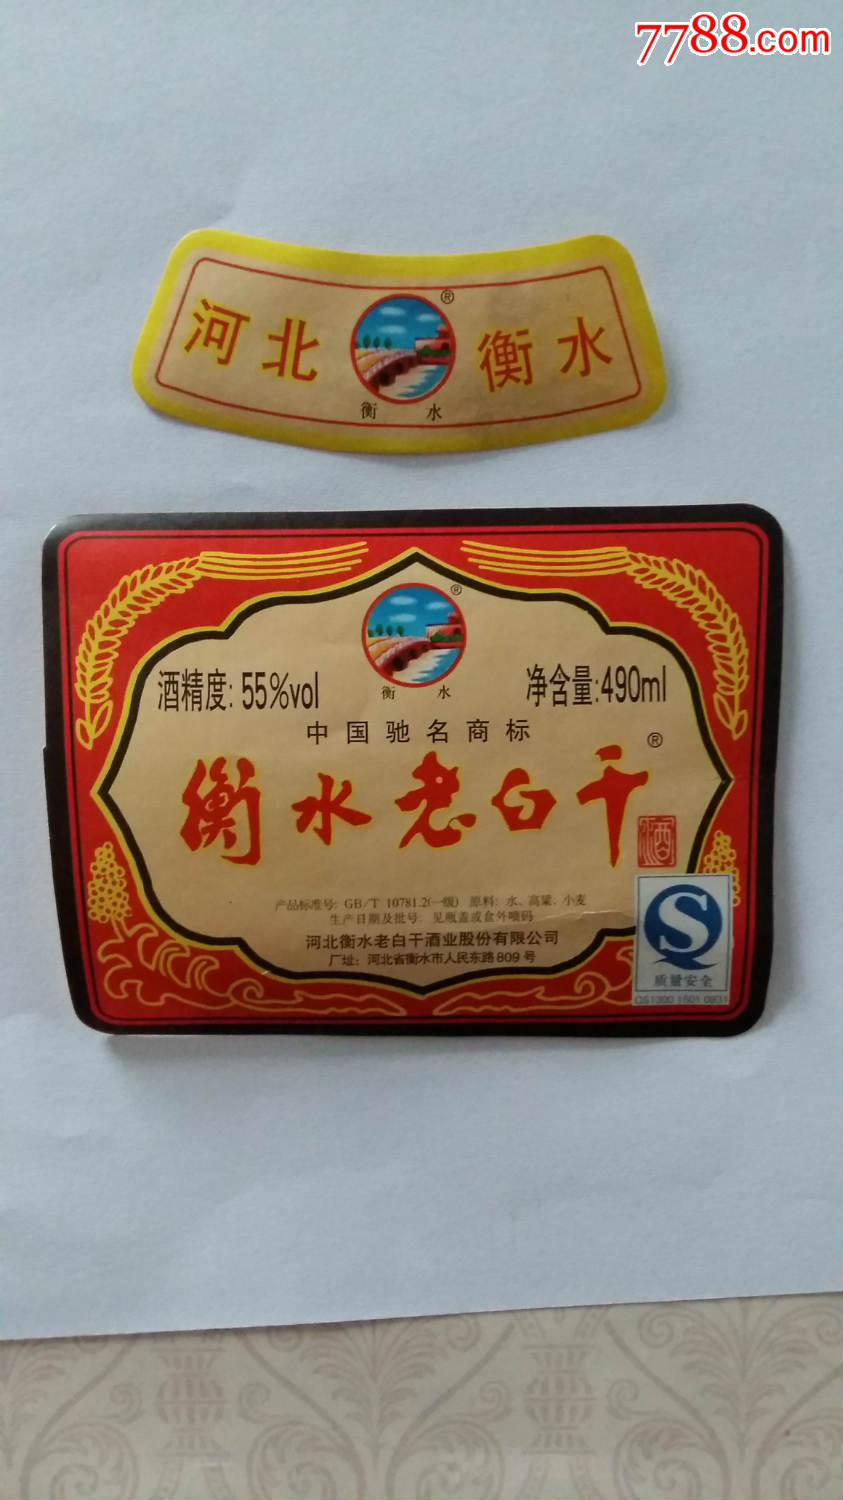 7788.com
河北 ® 衡水
衡 水
®
酒精度: 55%vol 衡 水 净含量:490ml
中国驰名商标
衡水老白干®
酒
产品标准号: GB/T 10781.2(一级) 原料: 水、高粱、小麦
生产日期及批号: 见瓶盖或盒外喷码
河北衡水老白干酒业股份有限公司
厂址: 河北省衡水市人民东路809号
质量安全
QS1300 1501 0831